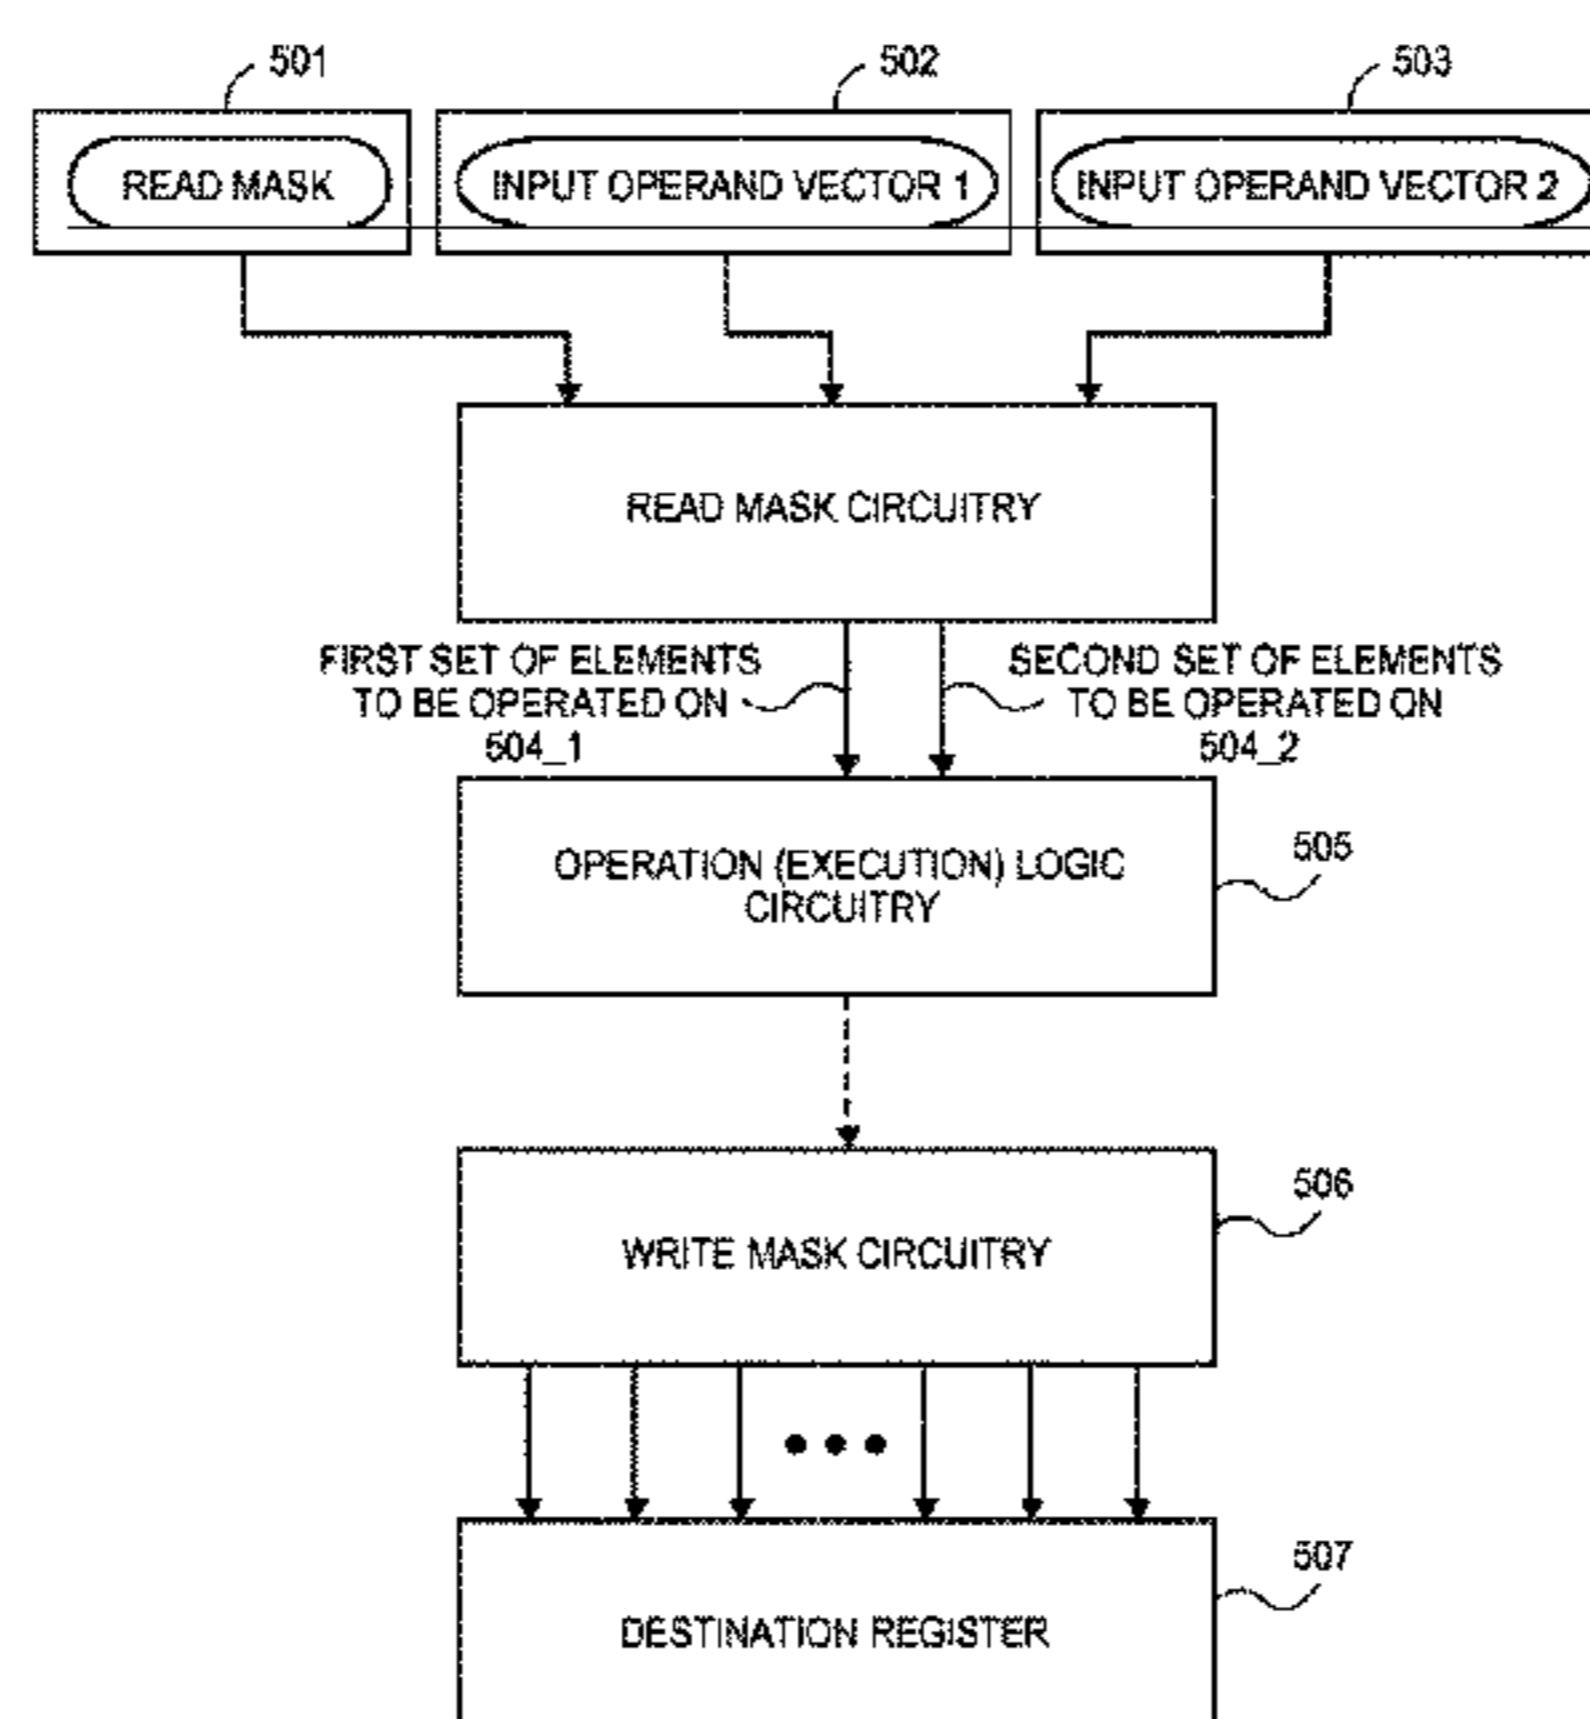 501
502
503
READ MASK
INPUT OPERAND VECTOR 1
INPUT OPERAND VECTOR 2
READ MASK CIRCUITRY
FIRST SET OF ELEMENTS
TO BE OPERATED ON
504_1
SECOND SET OF ELEMENTS
TO BE OPERATED ON
504_2
OPERATION (EXECUTION) LOGIC
CIRCUITRY
505
WRITE MASK CIRCUITRY
506
DESTINATION REGISTER
507